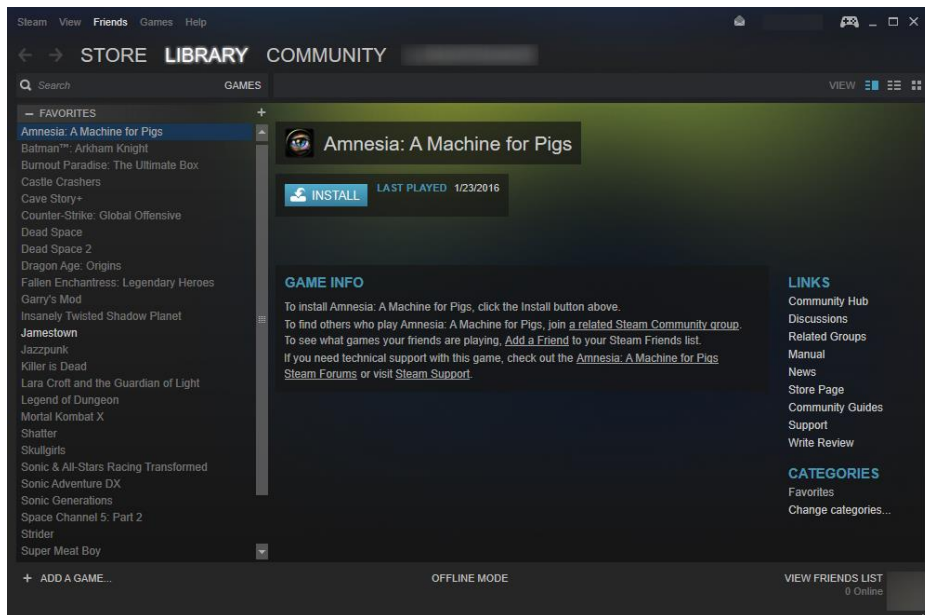 Steam View Friends Games Help
STORE LIBRARY COMMUNITY
Search GAMES
VIEW
— FAVORITES +
Amnesia: A Machine for Pigs
Batman™: Arkham Knight
Burnout Paradise: The Ultimate Box
Castle Crashers
Cave Story+
Counter-Strike: Global Offensive
Dead Space
Dead Space 2
Dragon Age: Origins
Fallen Enchantress: Legendary Heroes
Garry's Mod
Insanely Twisted Shadow Planet
Jamestown
Jazzpunk
Killer is Dead
Lara Croft and the Guardian of Light
Legend of Dungeon
Mortal Kombat X
Shatter
Skullgirls
Sonic & All-Stars Racing Transformed
Sonic Adventure DX
Sonic Generations
Space Channel 5: Part 2
Strider
Super Meat Boy
Amnesia: A Machine for Pigs
INSTALL LAST PLAYED 1/23/2016
GAME INFO
To install Amnesia: A Machine for Pigs, click the Install button above.
To find others who play Amnesia: A Machine for Pigs, join a related Steam Community group.
To see what games your friends are playing, Add a Friend to your Steam Friends list.
If you need technical support with this game, check out the Amnesia: A Machine for Pigs
Steam Forums or visit Steam Support.
LINKS
Community Hub
Discussions
Related Groups
Manual
News
Store Page
Community Guides
Support
Write Review
CATEGORIES
Favorites
Change categories...
+ ADD A GAME...
OFFLINE MODE
VIEW FRIENDS LIST
0 Online